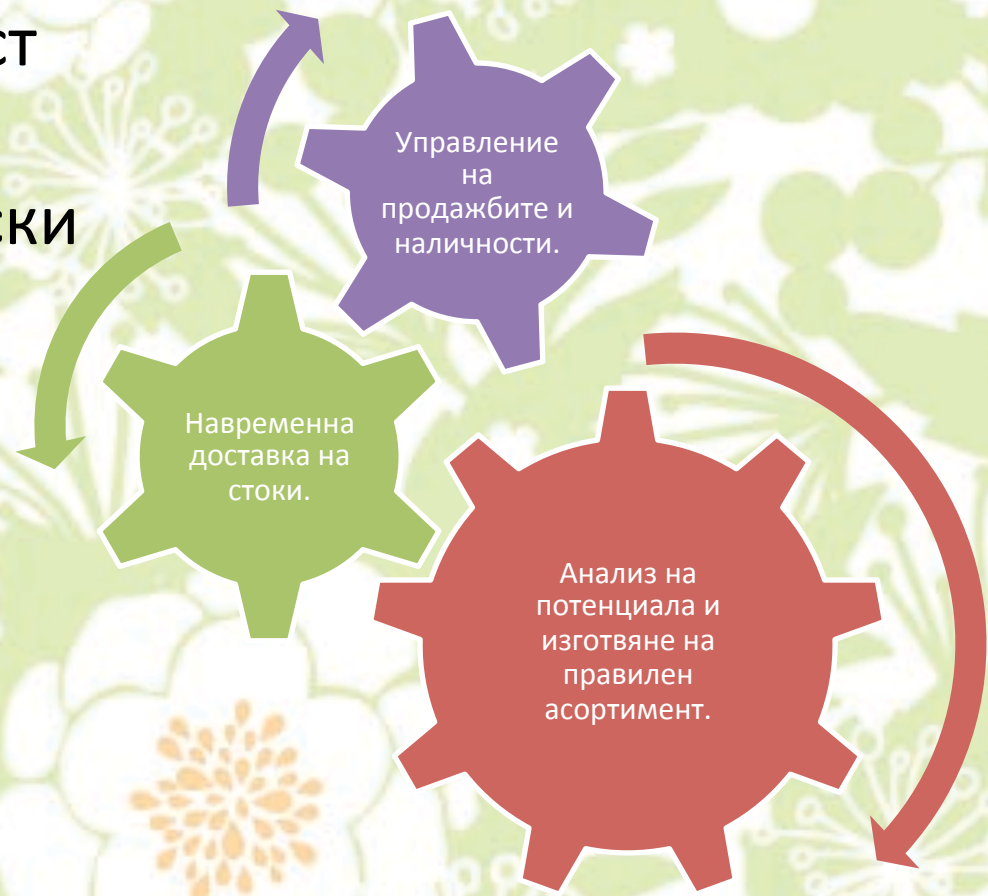 ст
ски
Управление
на
продажбите и
наличности.
Навременна
доставка на
стоки.
Анализ на
потенциала и
изготвяне на
правилен
асортимент.